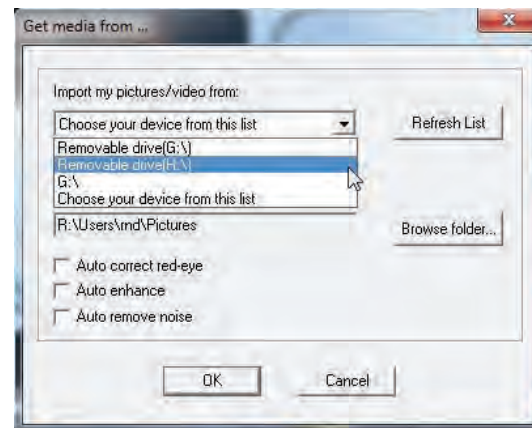 Get media from ...
Import my pictures/video from:
Choose your device from this list
Refresh List
Removable drive(G:\)
Removable drive(H:\)
G:\
Choose your device from this list
R:\Users\rnd\Pictures
Browse folder...
Auto correct red-eye
Auto enhance
Auto remove noise
OK
Cancel